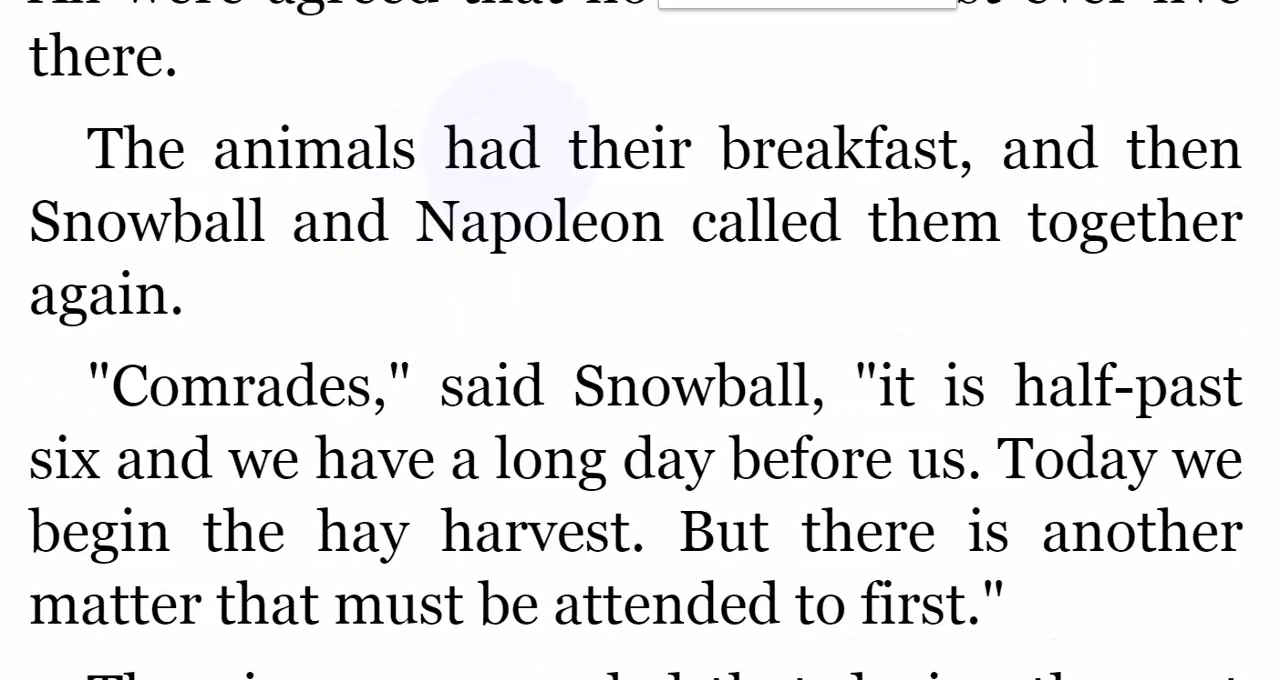 there.
The animals had their breakfast, and then
Snowball and Napoleon called them together
again.
"Comrades," said Snowball, "it is half-past
six and we have a long day before us. Today we
begin the hay harvest. But there is another
matter that must be attended to first."